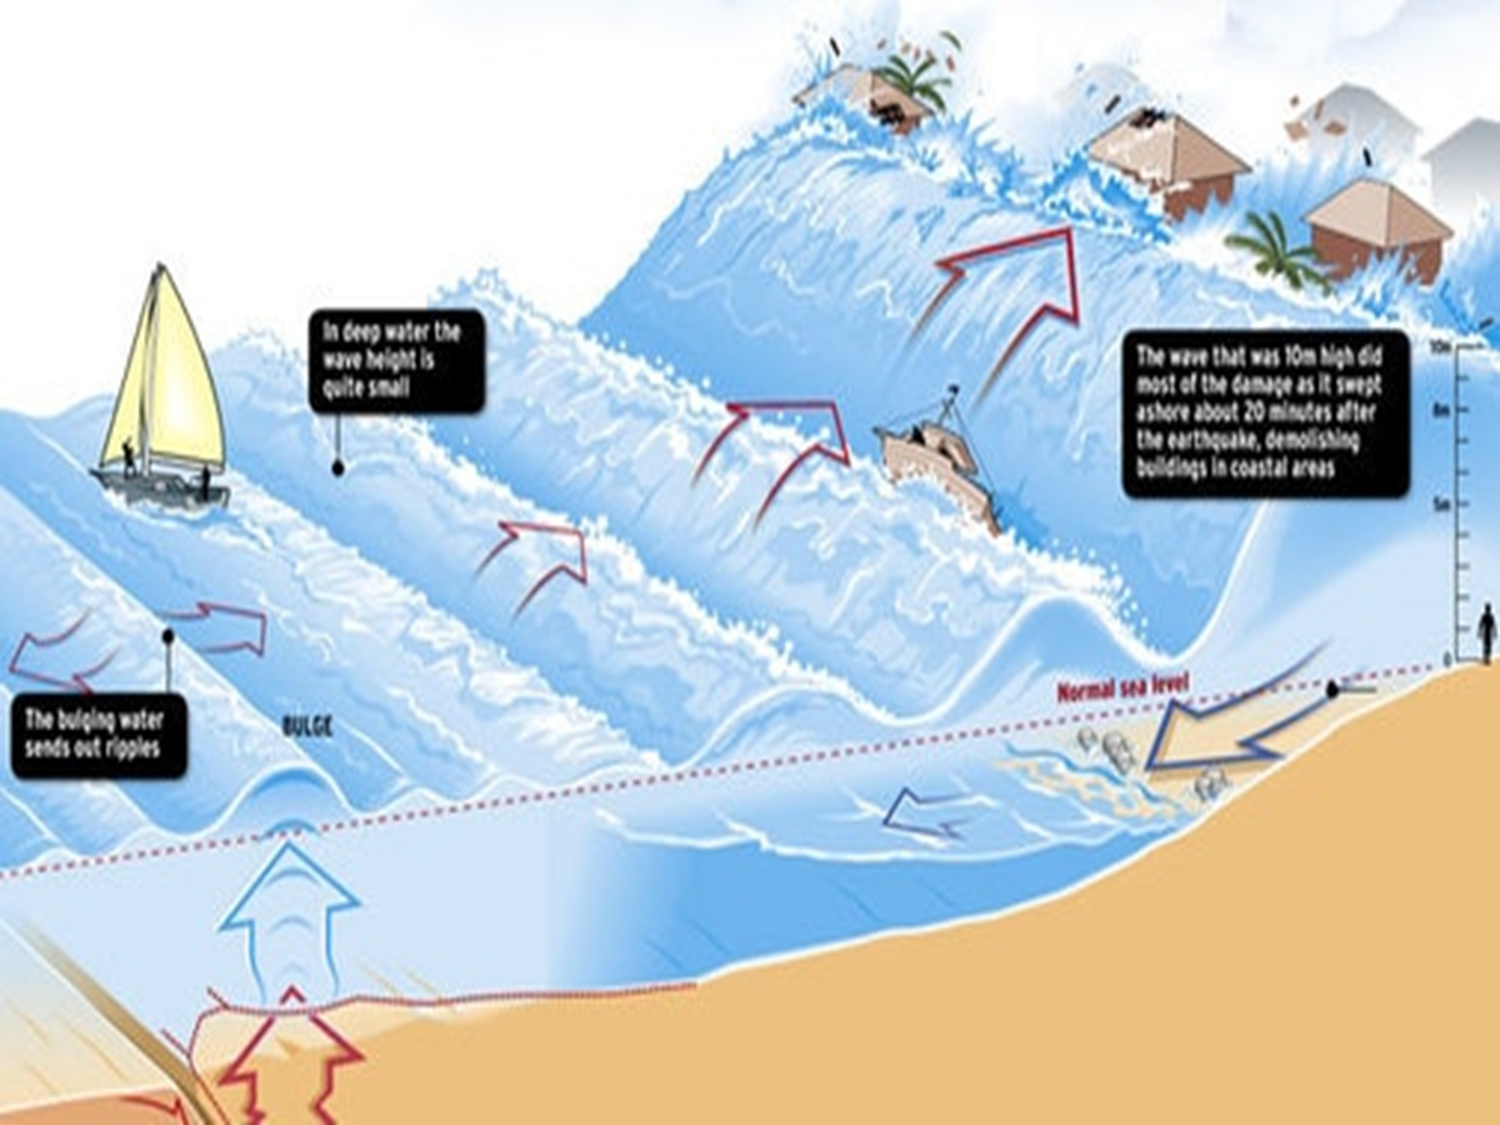 In deep water the
wave height is
quite small
The wave that was 10m high did
most of the damage as it swept
ashore about 20 minutes after
the earthquake, demolishing
buildings in coastal areas
10m
8m
5m
0
Normal sea level
The bulging water
sends out ripples
BULGE